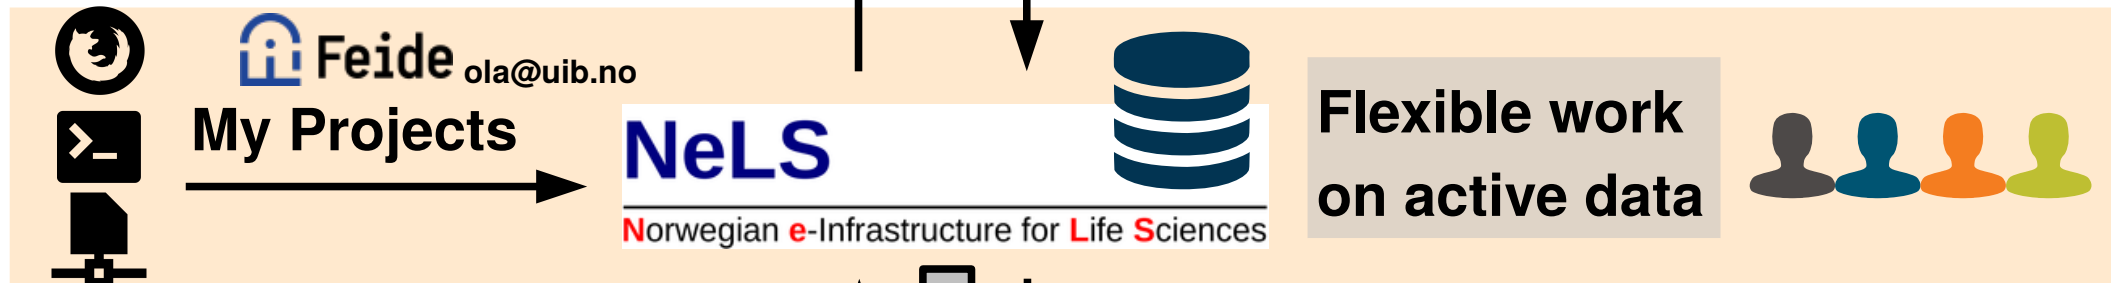 Feide ola@uib.no
My Projects
NeLS
Norwegian e-Infrastructure for Life Sciences
Flexible work
on active data